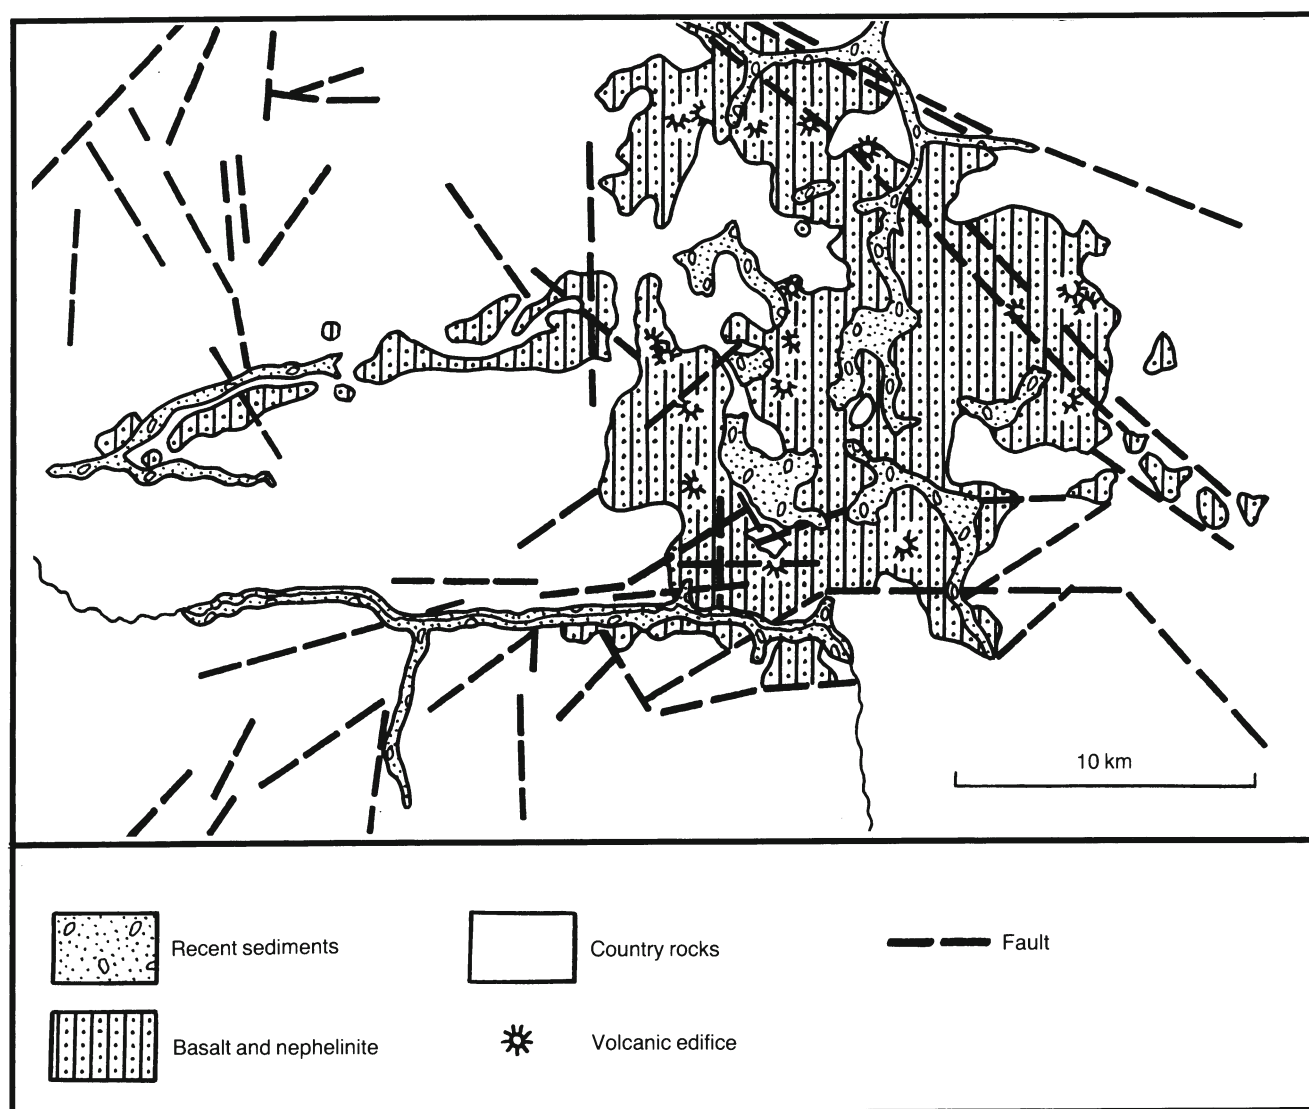 10 km
Recent sediments
Country rocks
Fault
Basalt and nephelinite
Volcanic edifice